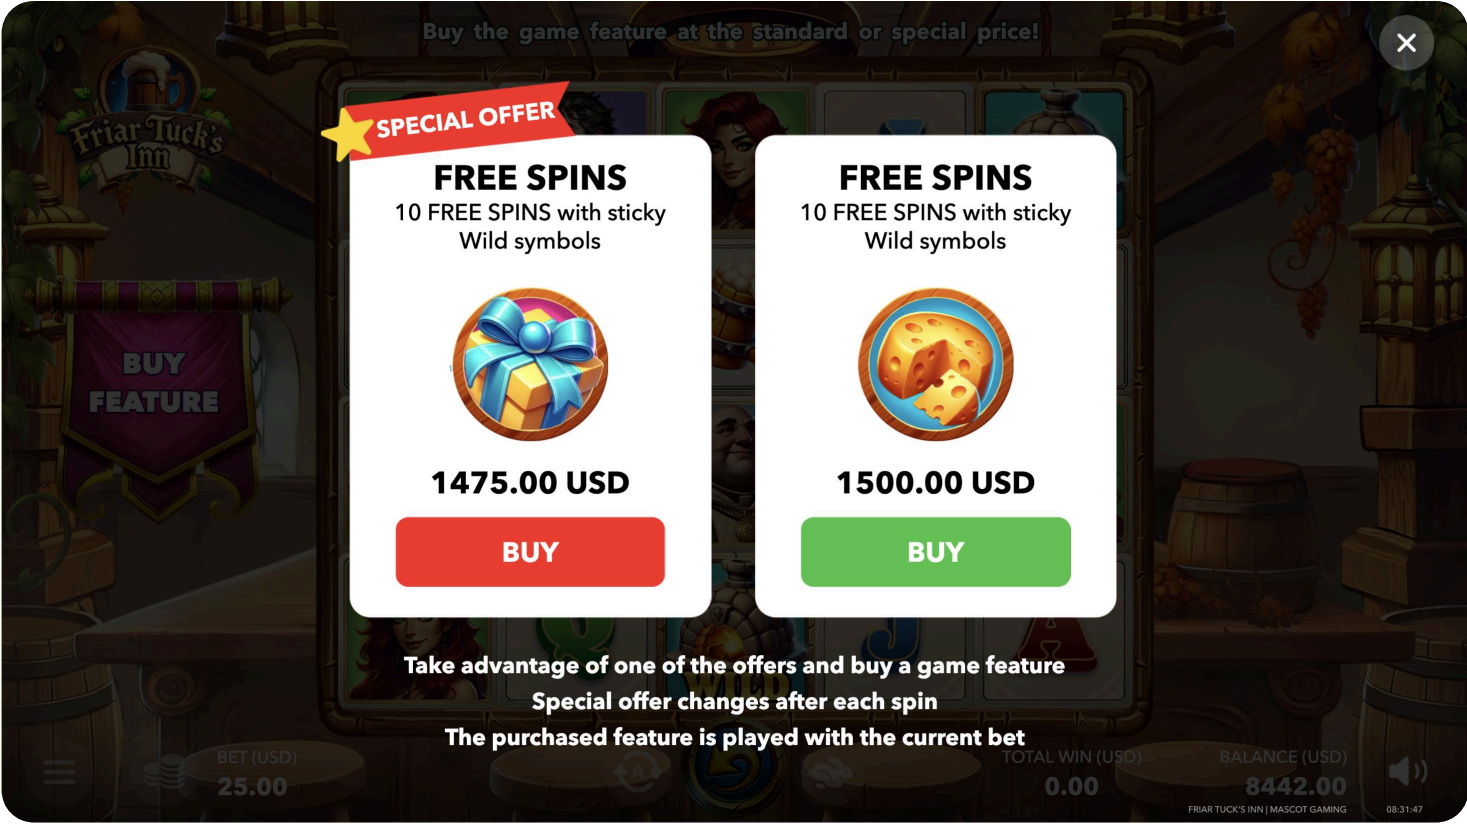 Buy the game feature at the standard or special price!
Friar Tuck's
Inn
SPECIAL OFFER
FREE SPINS
10 FREE SPINS with sticky
Wild symbols
1475.00 USD
BUY
FREE SPINS
10 FREE SPINS with sticky
Wild symbols
1500.00 USD
BUY
BUY
FEATURE
Q
J
A
WILD
Take advantage of one of the offers and buy a game feature
Special offer changes after each spin
The purchased feature is played with the current bet
BET (USD)
25.00
A
TOTAL WIN (USD)
0.00
BALANCE (USD)
8442.00
FRIAR TUCK'S INN | MASCOT GAMING
08:31:47